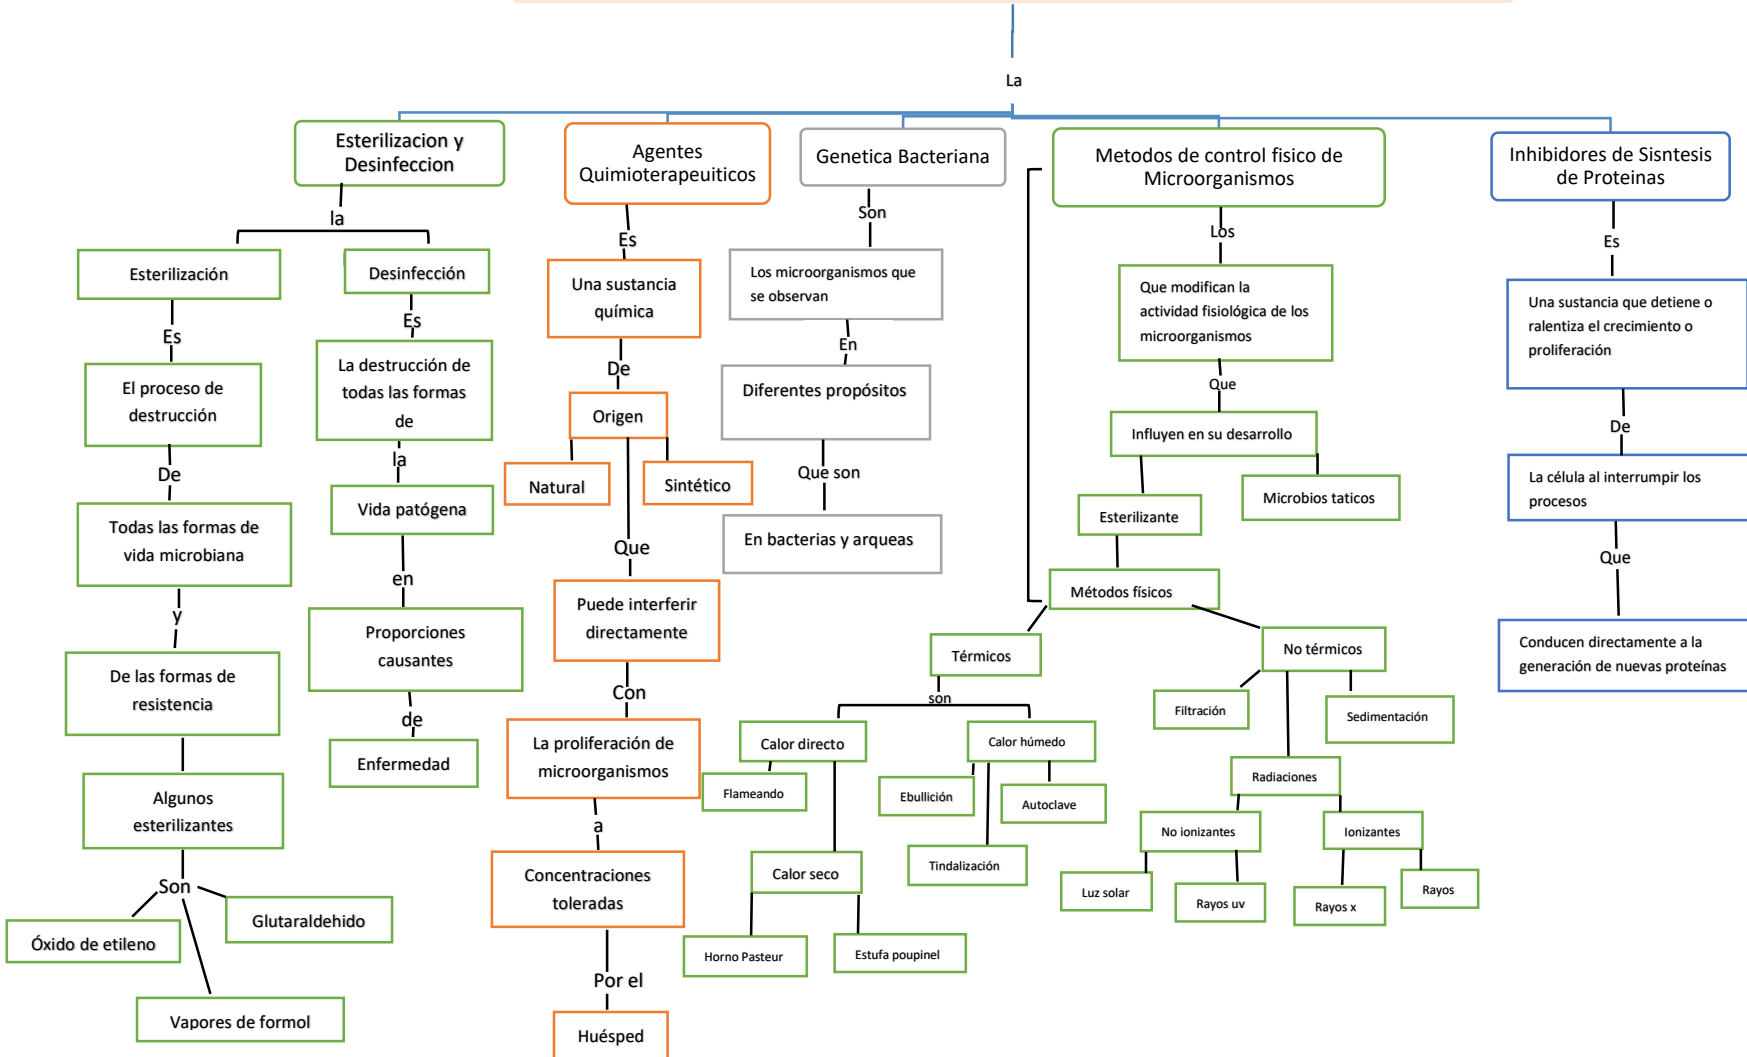 La
Esterilizacion y
Desinfeccion
la
Esterilización
Es
El proceso de
destrucción
De
Todas las formas de
vida microbiana
y
De las formas de
resistencia
Algunos
esterilizantes
Son
Óxido de etileno
Glutaraldehido
Vapores de formol
Desinfección
Es
La destrucción de
todas las formas
de
la
Vida patógena
en
Proporciones
causantes
de
Enfermedad
Agentes
Quimioterapeuiticos
Es
Una sustancia
química
De
Origen
Natural
Sintético
Que
Puede interferir
directamente
Con
La proliferación de
microorganismos
a
Concentraciones
toleradas
Por el
Huésped
Genetica Bacteriana
Son
Los microorganismos que
se observan
En
Diferentes propósitos
Que son
En bacterias y arqueas
Metodos de control fisico de
Microorganismos
Los
Que modifican la
actividad fisiológica de los
microorganismos
Que
Influyen en su desarrollo
Esterilizante
Microbios taticos
Métodos físicos
Térmicos
son
Calor directo
Flameando
Calor seco
Horno Pasteur
Estufa poupinel
Calor húmedo
Ebullición
Autoclave
Tindalización
No térmicos
Filtración
Sedimentación
Radiaciones
No ionizantes
Luz solar
Rayos uv
Ionizantes
Rayos x
Rayos
Inhibidores de Sisntesis
de Proteinas
Es
Una sustancia que detiene o
ralentiza el crecimiento o
proliferación
De
La célula al interrumpir los
procesos
Que
Conducen directamente a la
generación de nuevas proteínas